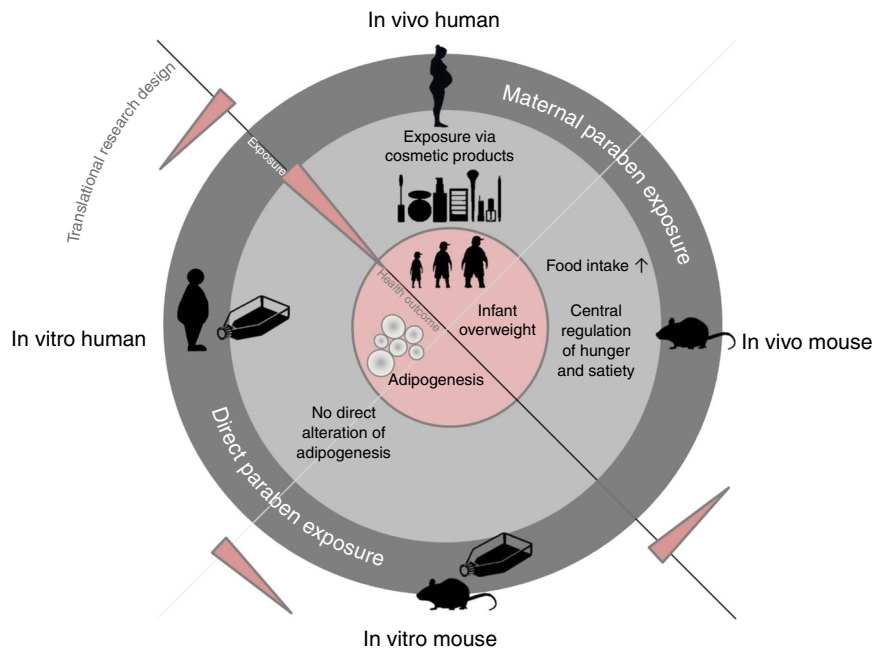 In vivo human
Translational research design
Exposure
Maternal paraben exposure
Exposure via
cosmetic products
Food intake ↑
Health outcome
Infant
overweight
Central
regulation
of hunger
and satiety
In vitro human
In vivo mouse
Adipogenesis
No direct
alteration of
adipogenesis
Direct paraben exposure
In vitro mouse